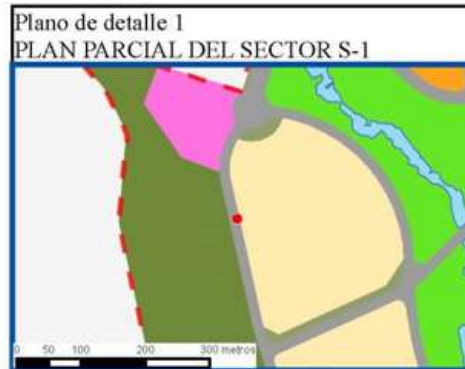 Plano de detalle 1
PLAN PARCIAL DEL SECTOR S-1
0 50 100 200 300 metros